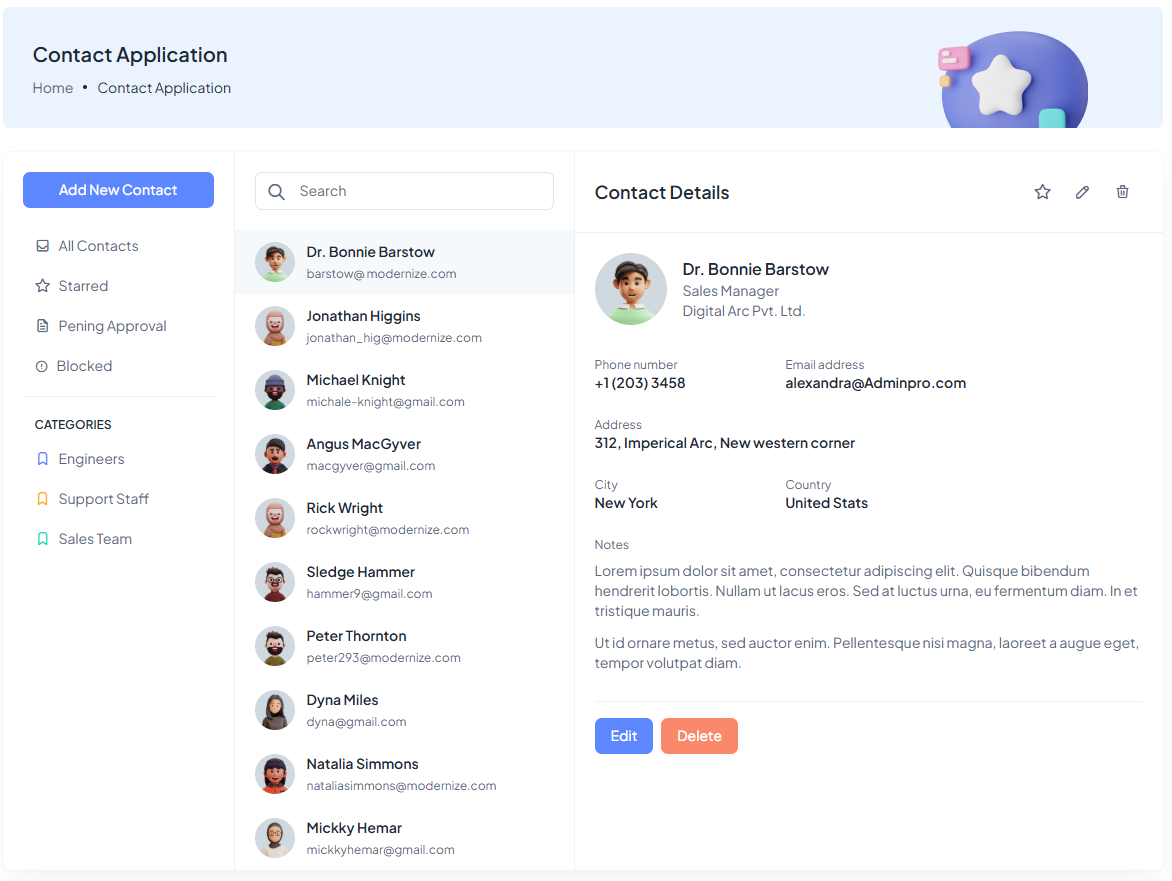 Contact Application
Home • Contact Application
Add New Contact
All Contacts
Starred
Pening Approval
Blocked
CATEGORIES
Engineers
Support Staff
Sales Team
Search
Dr. Bonnie Barstow
barstow@modernize.com
Jonathan Higgins
jonathan_hig@modernize.com
Michael Knight
michale-knight@gmail.com
Angus MacGyver
macgyver@gmail.com
Rick Wright
rockwright@modernize.com
Sledge Hammer
hammer9@gmail.com
Peter Thornton
peter293@modernize.com
Dyna Miles
dyna@gmail.com
Natalia Simmons
nataliasimmons@modernize.com
Mickky Hemar
mickkyhemar@gmail.com
Contact Details
Dr. Bonnie Barstow
Sales Manager
Digital Arc Pvt. Ltd.
Phone number
+1 (203) 3458
Email address
alexandra@Adminpro.com
Address
312, Imperical Arc, New western corner
City
New York
Country
United Stats
Notes
Lorem ipsum dolor sit amet, consectetur adipiscing elit. Quisque bibendum
hendrerit lobortis. Nullam ut lacus eros. Sed at luctus urna, eu fermentum diam. In et
tristique mauris.
Ut id ornare metus, sed auctor enim. Pellentesque nisi magna, laoreet a augue eget,
tempor volutpat diam.
Edit
Delete